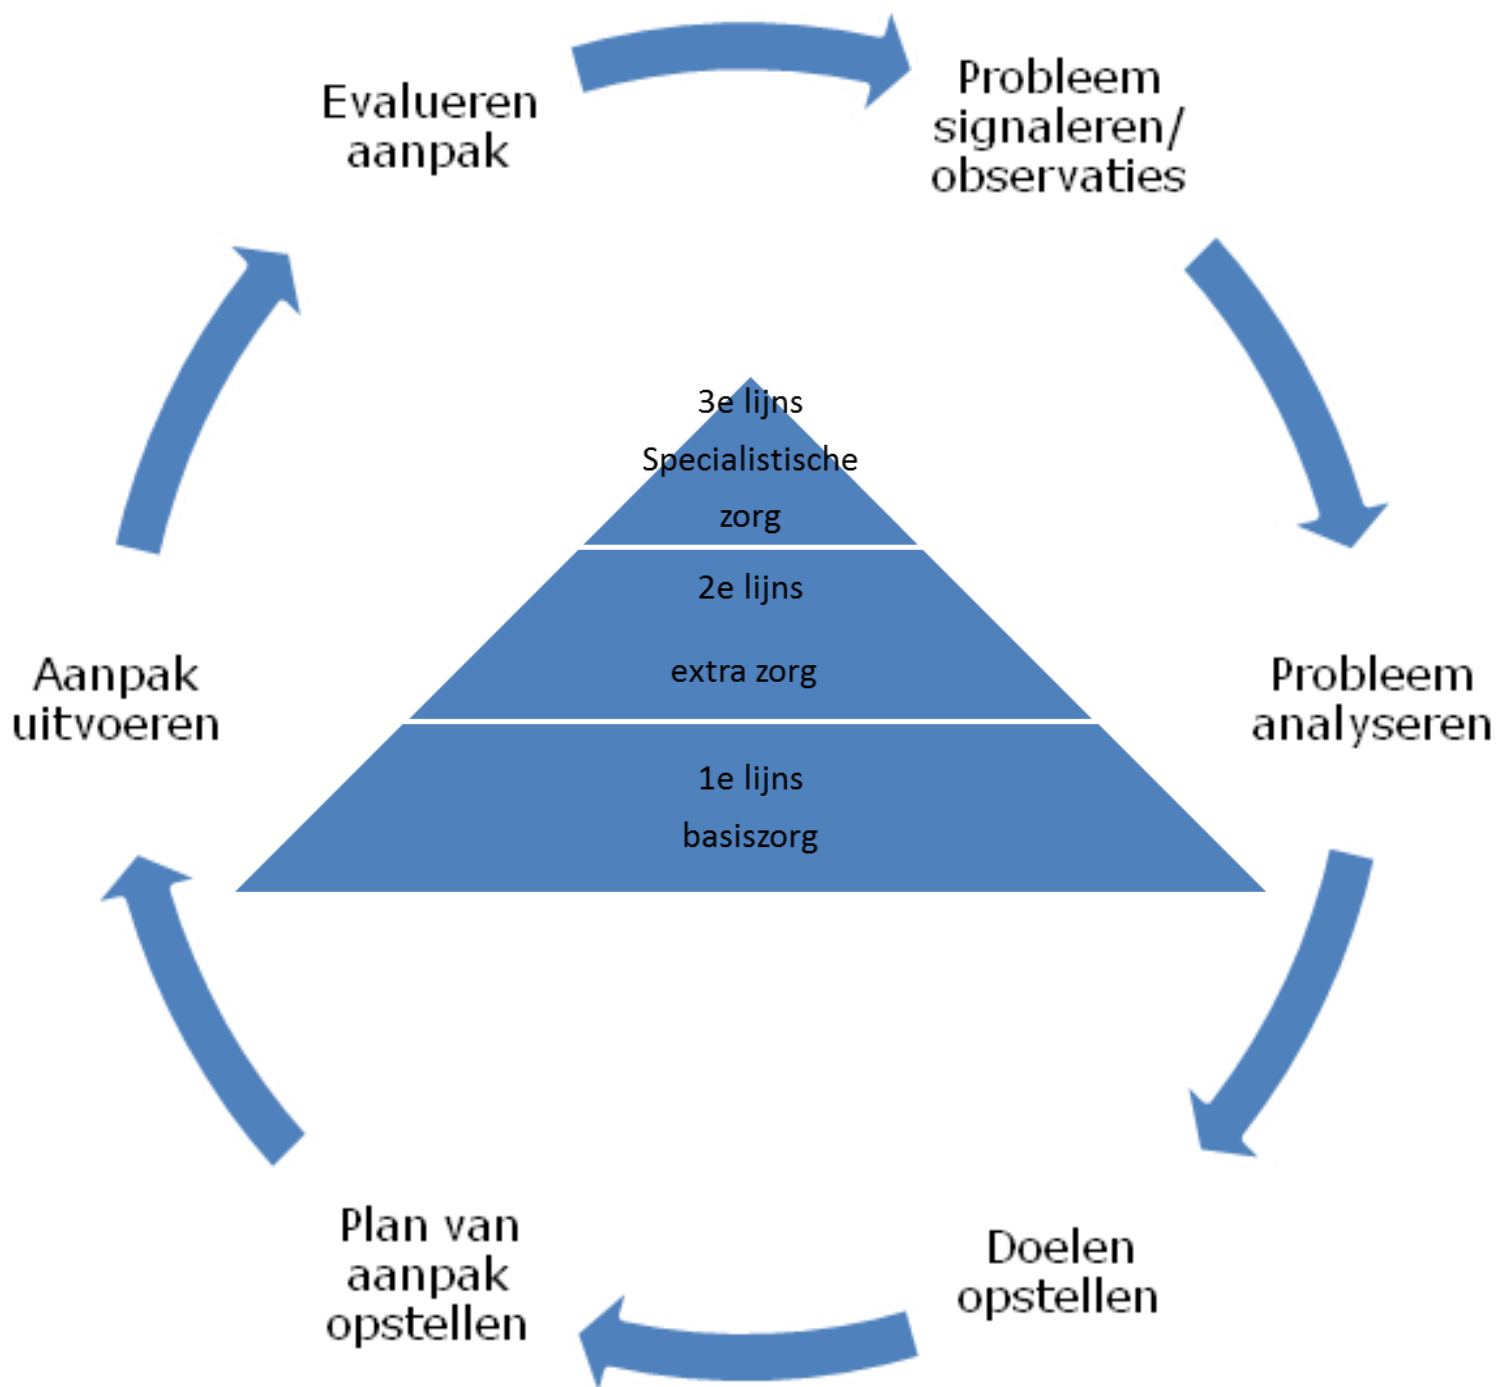 Evalueren
aanpak
Probleem
signaleren/
observaties
Probleem
analyseren
Doelen
opstellen
Plan van
aanpak
opstellen
Aanpak
uitvoeren
3e lijns
Specialistische
zorg
2e lijns
extra zorg
1e lijns
basiszorg